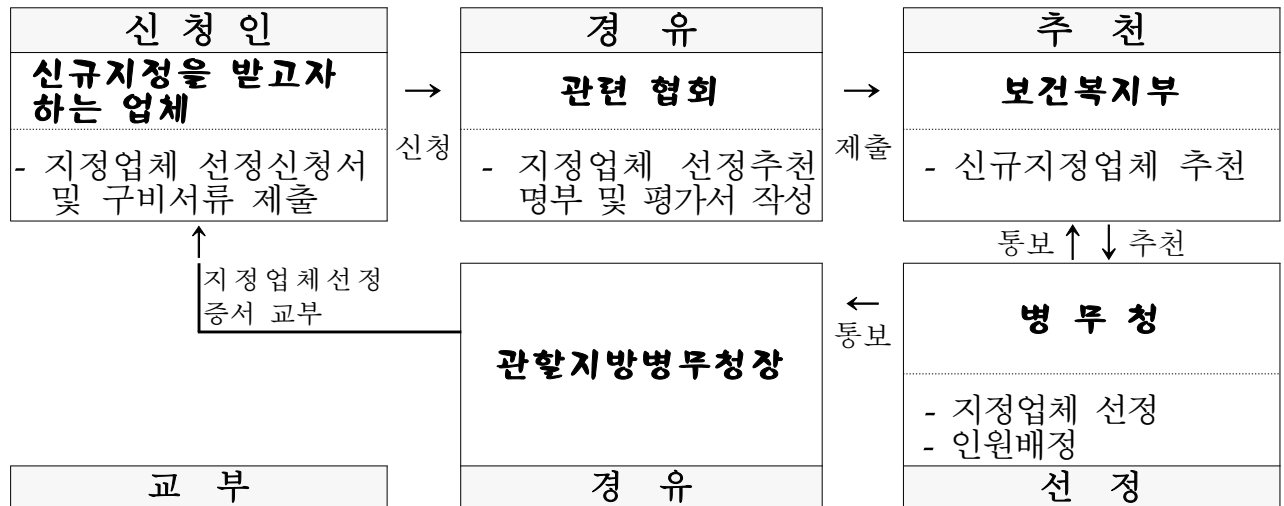 신 청 인
신규지정을 받고자
하는 업체
- 지정업체 선정신청서
및 구비서류 제출
→
신청
경 유
관련 협회
- 지정업체 선정추천
명부 및 평가서 작성
→
제출
추 천
보건복지부
- 신규지정업체 추천
통보 ↑ ↓ 추천
병 무 청
- 지정업체 선정
- 인원배정
선 정
←
통보
관할지방병무청장
경 유
지정업체선정
증서 교부
교 부